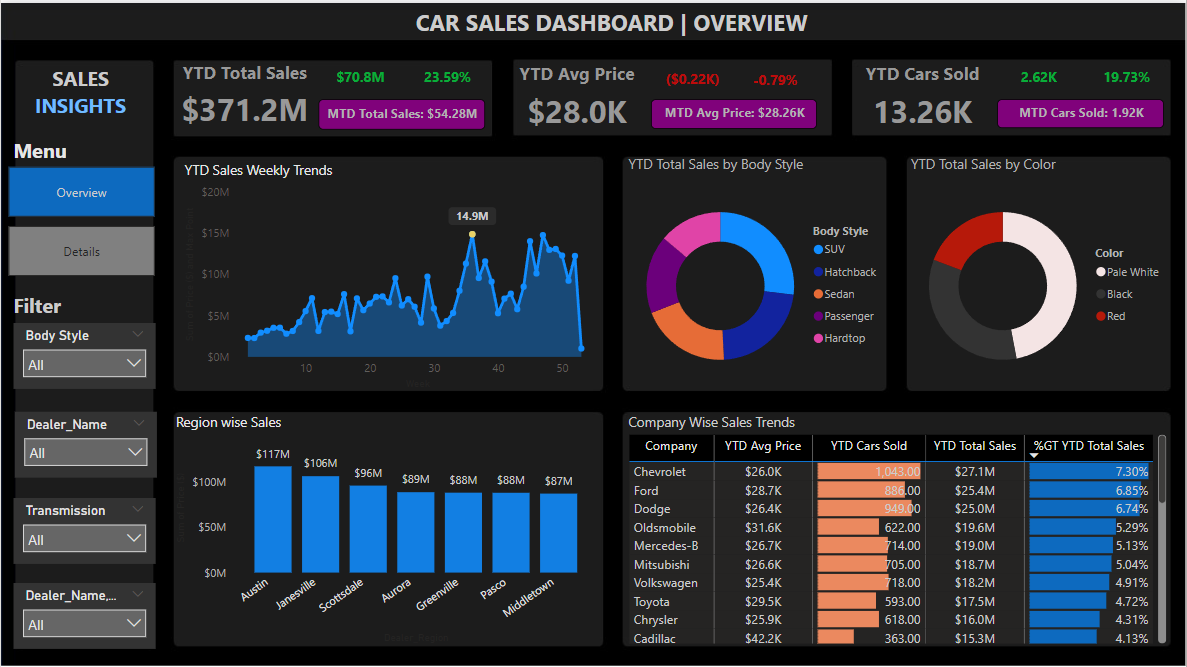 CAR SALES DASHBOARD | OVERVIEW
SALES
INSIGHTS
Menu
Overview
Details
Filter
Body Style
All
Dealer_Name
All
Transmission
All
Dealer_Name,...
All
YTD Total Sales
$70.8M
23.59%
$371.2M
MTD Total Sales: $54.28M
YTD Avg Price
($0.22K)
-0.79%
$28.0K
MTD Avg Price: $28.26K
YTD Cars Sold
2.62K
19.73%
13.26K
MTD Cars Sold: 1.92K
YTD Sales Weekly Trends
$20M
$15M
$10M
$5M
$0M
14.9M
10 20 30 40 50
YTD Total Sales by Body Style
Body Style
SUV
Hatchback
Sedan
Passenger
Hardtop
YTD Total Sales by Color
Color
Pale White
Black
Red
Region wise Sales
$100M
$50M
$0M
$117M $106M $96M $89M $88M $88M $87M
Austin Janesville Scottsdale Aurora Greenville Pasco Middletown
Dealer_Region
Company Wise Sales Trends
Company YTD Avg Price YTD Cars Sold YTD Total Sales %GT YTD Total Sales
Chevrolet $26.0K 1,043.00 $27.1M 7.30%
Ford $28.7K 886.00 $25.4M 6.85%
Dodge $26.4K 949.00 $25.0M 6.74%
Oldsmobile $31.6K 622.00 $19.6M 5.29%
Mercedes-B $26.7K 714.00 $19.0M 5.13%
Mitsubishi $26.6K 705.00 $18.7M 5.04%
Volkswagen $25.4K 718.00 $18.2M 4.91%
Toyota $29.5K 593.00 $17.5M 4.72%
Chrysler $25.9K 618.00 $16.0M 4.31%
Cadillac $42.2K 363.00 $15.3M 4.13%